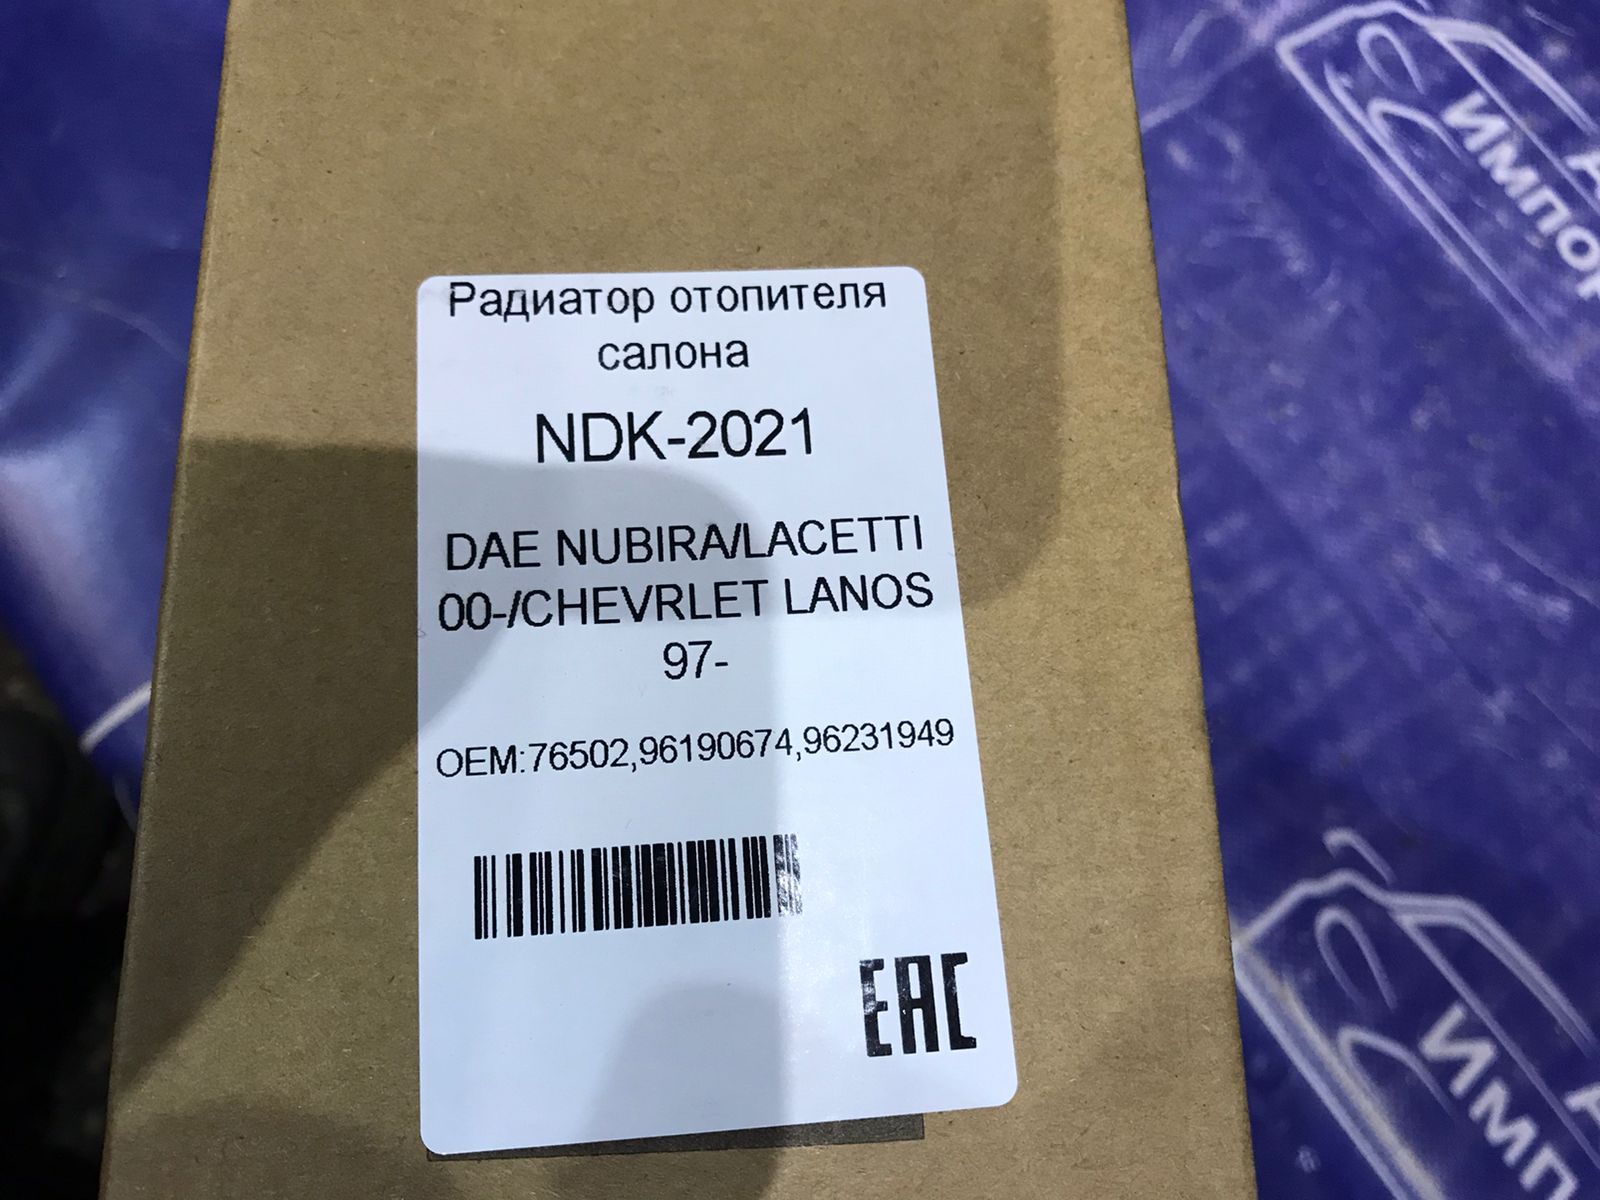 Радиатор отопителя
салона
NDK-2021
DAE NUBIRA/LACETTI
00-/CHEVRLET LANOS
97-
OEM:76502,96190674,96231949
EAC